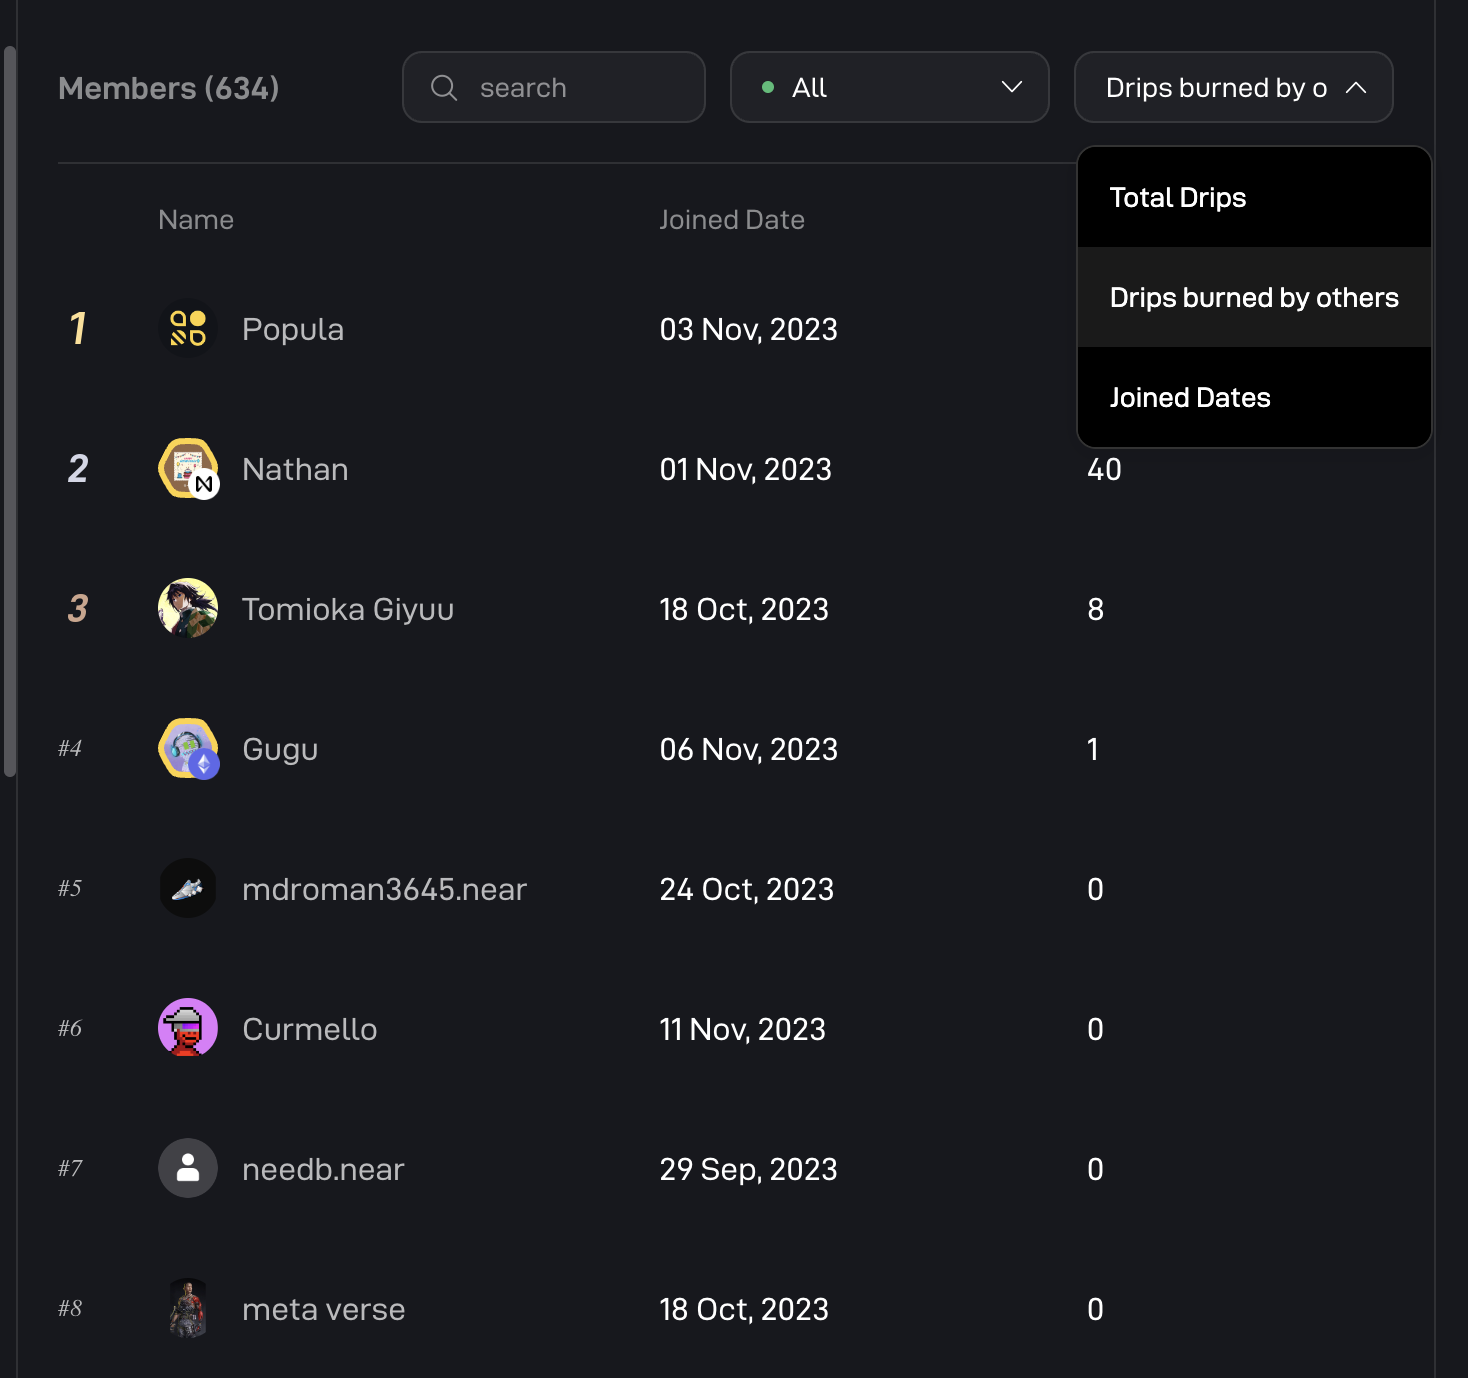 Members (634)
search
All
Drips burned by o
Total Drips
Drips burned by others
Joined Dates
Name
Joined Date
1
Popula
03 Nov, 2023
2
Nathan
01 Nov, 2023
40
3
Tomioka Giyuu
18 Oct, 2023
8
#4
Gugu
06 Nov, 2023
1
#5
mdroman3645.near
24 Oct, 2023
0
#6
Curmello
11 Nov, 2023
0
#7
needb.near
29 Sep, 2023
0
#8
meta verse
18 Oct, 2023
0